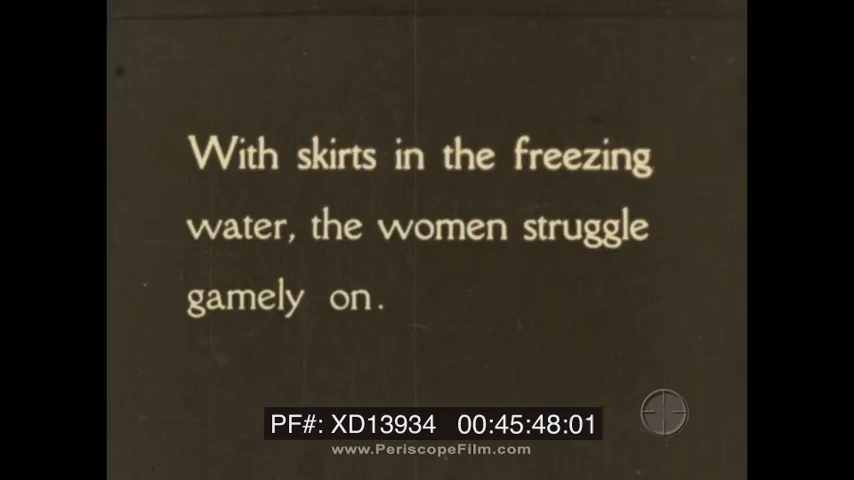 With skirts in the freezing
water, the women struggle
gamely on.
PF#: XD13934 00:45:48:01
www.PeriscopeFilm.com